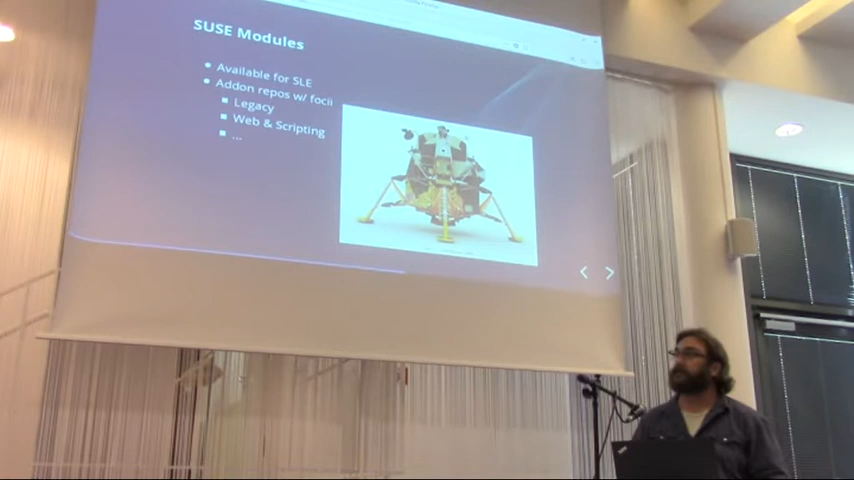 SUSE Modules
Available for SLE
Addon repos w/ focii
Legacy
Web & Scripting
...